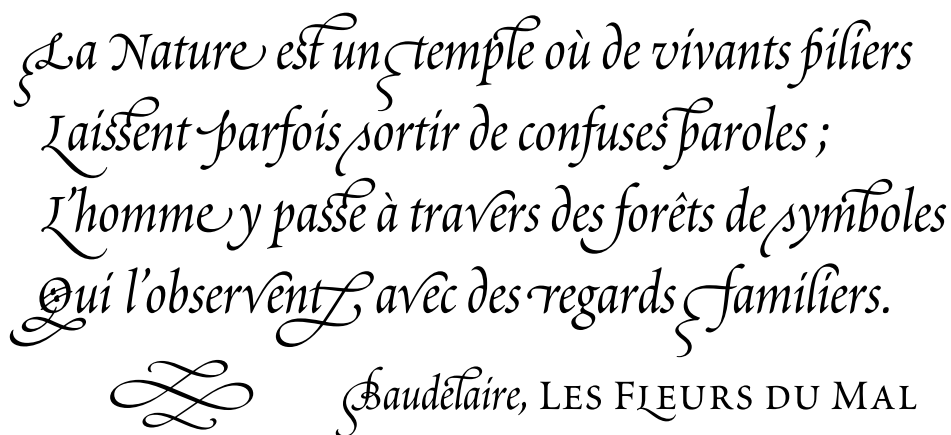 La Nature est un temple où de vivants piliers
Laissent parfois sortir de confuses paroles ;
L’homme y passe à travers des forêts de symboles
Qui l’observent avec des regards familiers.
Baudelaire, LES FLEURS DU MAL